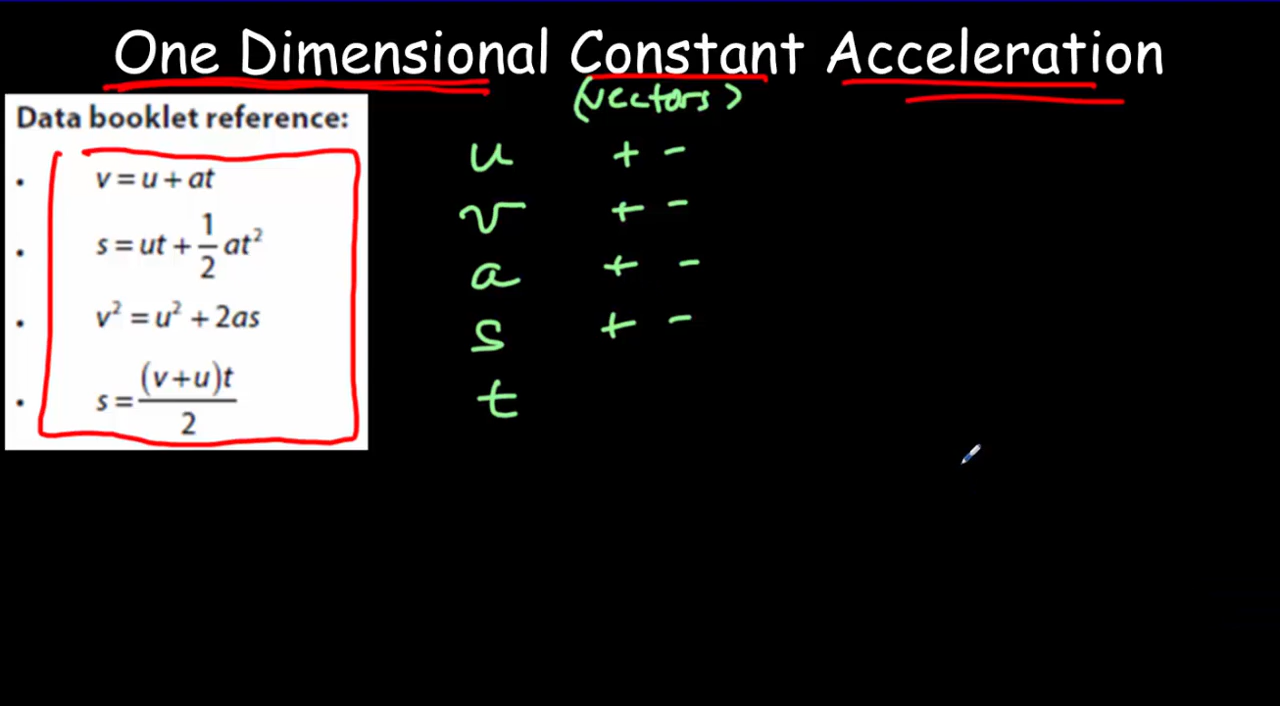 One Dimensional Constant Acceleration
(vectors)
Data booklet reference:
• v = u + at
• s = ut + 1/2 at²
• v² = u² + 2as
• s = (v+u)t/2
u + -
v + -
a + -
s + -
t